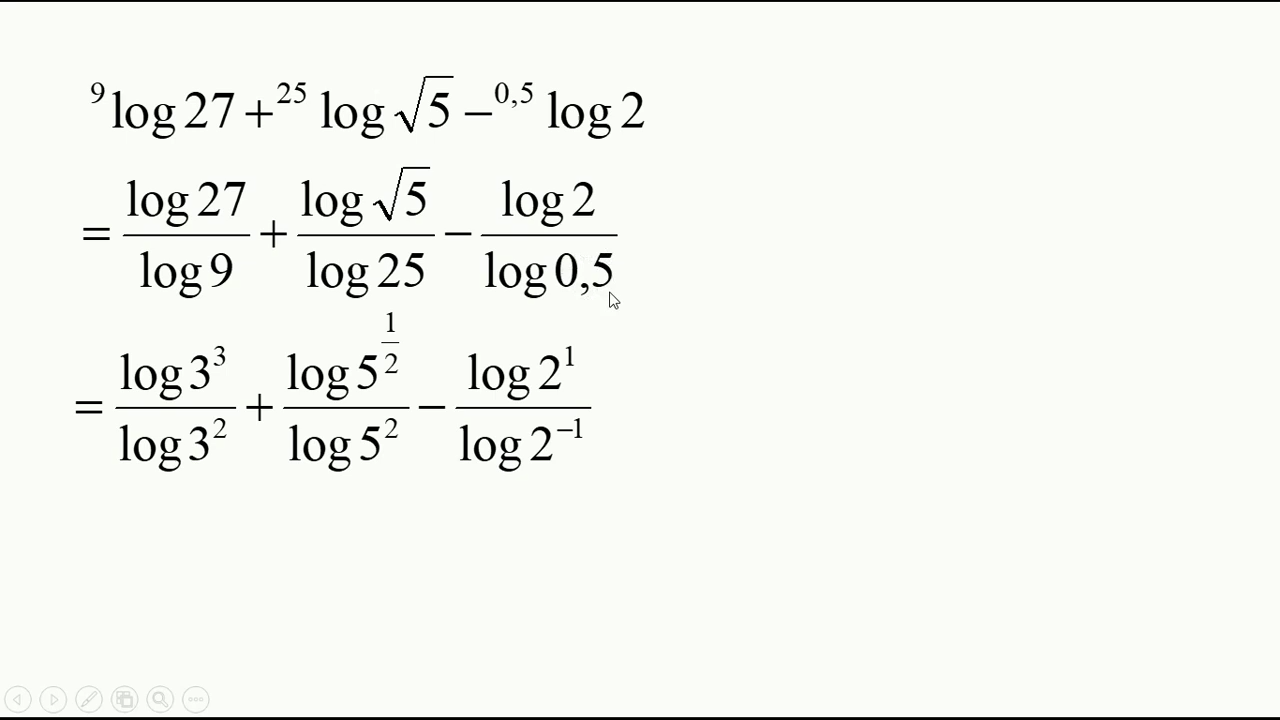 ⁹log 27 + ²⁵log √5 − ⁰,⁵log 2
= log 27 / log 9 + log √5 / log 25 − log 2 / log 0,5
= log 3³ / log 3² + log 5^(1/2) / log 5² − log 2¹ / log 2⁻¹